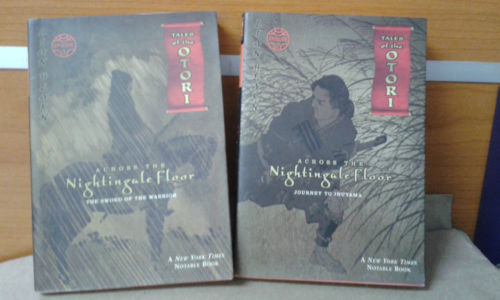 TALES
of the
OTORI
ACROSS THE
Nightingale Floor
THE SWORD OF THE WARRIOR
A NEW YORK TIMES
NOTABLE BOOK
TALES
of the
OTORI
ACROSS THE
Nightingale Floor
JOURNEY TO INUYAMA
A NEW YORK TIMES
NOTABLE BOOK